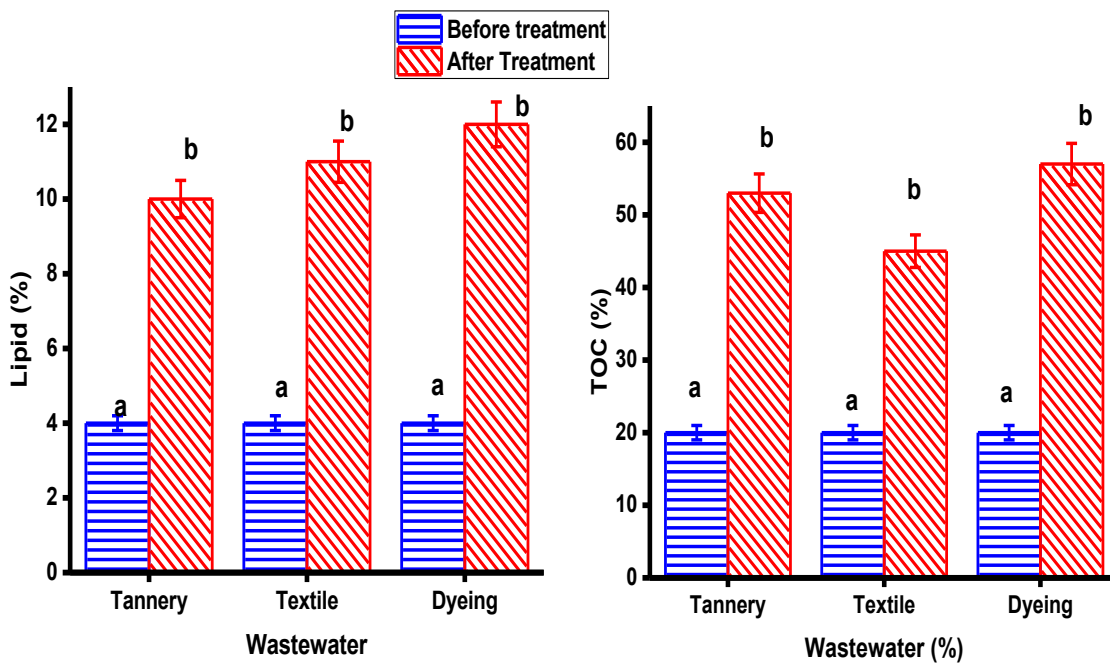 Before treatment
After Treatment
Lipid (%)
12
10
8
6
4
2
0
b
b
b
a
a
a
Tannery
Textile
Dyeing
Wastewater
TOC (%)
60
50
40
30
20
10
0
b
b
b
a
a
a
Tannery
Textile
Dyeing
Wastewater (%)